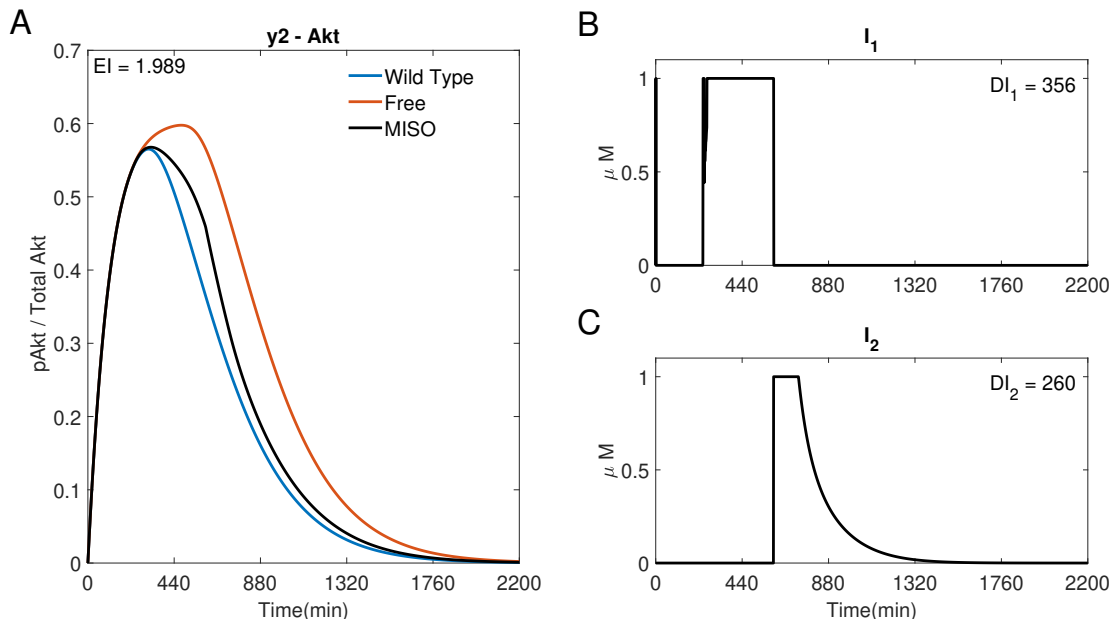 A
y2 - Akt
EI = 1.989
Wild Type
Free
MISO
pAkt / Total Akt
0.7
0.6
0.5
0.4
0.3
0.2
0.1
0
0 440 880 1320 1760 2200
Time(min)
B
I1
DI1 = 356
μ M
1
0.5
0
0 440 880 1320 1760 2200
C
I2
DI2 = 260
μ M
1
0.5
0
0 440 880 1320 1760 2200
Time(min)